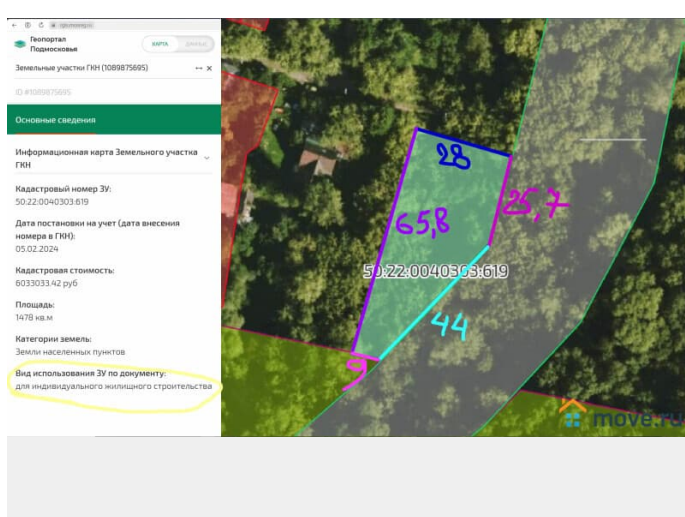 Геопортал
Подмосковья
КАРТА
ДАННЫЕ
Земельные участки ГКН (1089875695)
ID #1089875695
Основные сведения
Информационная карта Земельного участка
ГКН
Кадастровый номер ЗУ:
50:22:0040303:619
Дата постановки на учет (дата внесения
номера в ГКН):
05.02.2024
Кадастровая стоимость:
6033033.42 руб
Площадь:
1478 кв.м
Категории земель:
Земли населенных пунктов
Вид использования ЗУ по документу:
для индивидуального жилищного строительства
28
65,8
25,7
50:22:0040303:619
44
9
move.ru